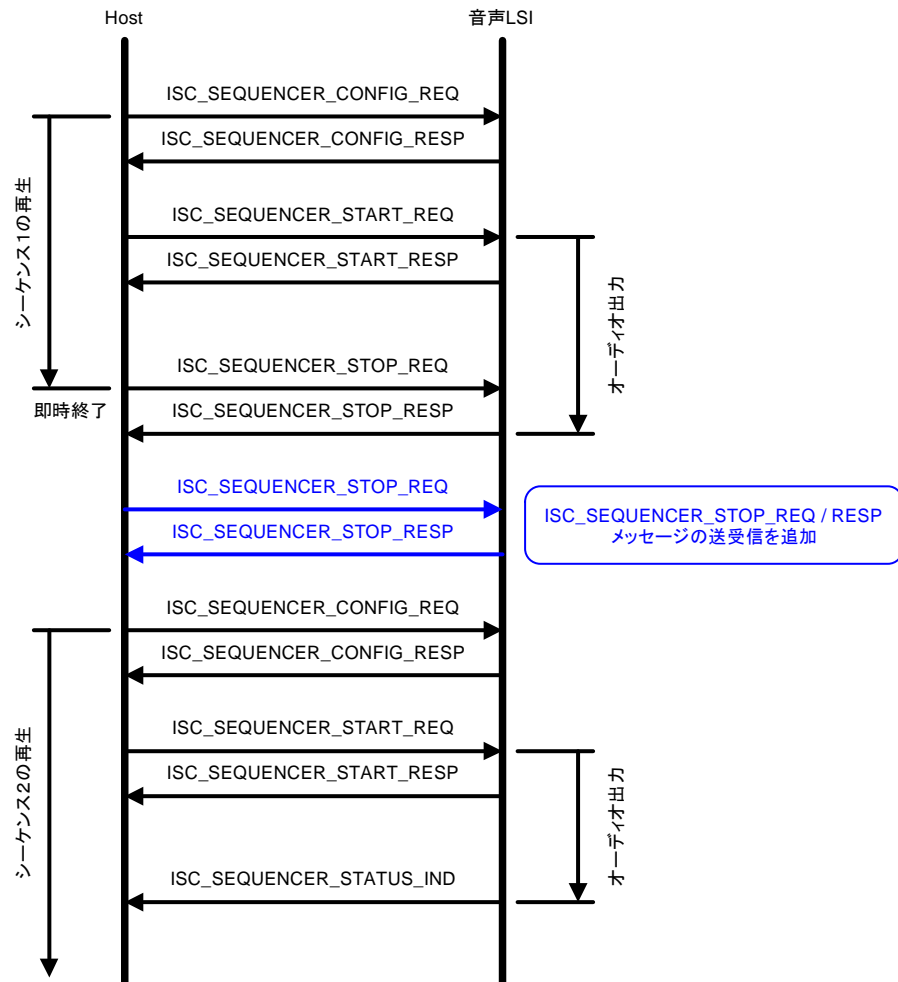 Host
音声LSI
ISC_SEQUENCER_CONFIG_REQ
ISC_SEQUENCER_CONFIG_RESP
シーケンス1の再生
ISC_SEQUENCER_START_REQ
ISC_SEQUENCER_START_RESP
オーディオ出力
ISC_SEQUENCER_STOP_REQ
即時終了
ISC_SEQUENCER_STOP_RESP
ISC_SEQUENCER_STOP_REQ
ISC_SEQUENCER_STOP_RESP
ISC_SEQUENCER_STOP_REQ / RESP
メッセージの送受信を追加
ISC_SEQUENCER_CONFIG_REQ
ISC_SEQUENCER_CONFIG_RESP
シーケンス2の再生
ISC_SEQUENCER_START_REQ
ISC_SEQUENCER_START_RESP
オーディオ出力
ISC_SEQUENCER_STATUS_IND